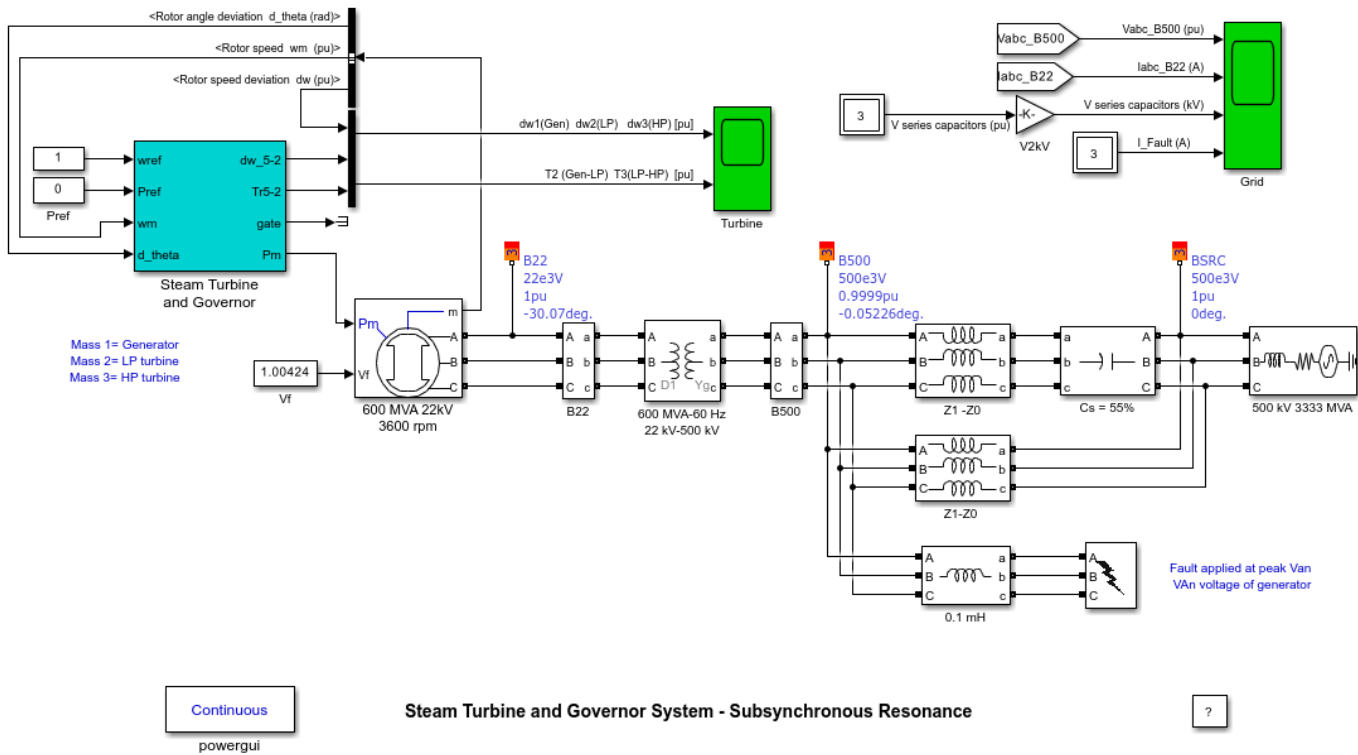 <Rotor angle deviation  d_theta (rad)>
<Rotor speed  wm  (pu)>
<Rotor speed deviation  dw (pu)>
dw1(Gen)  dw2(LP)   dw3(HP) [pu]
T2 (Gen-LP)  T3(LP-HP)  [pu]
Turbine
Vabc_B500
Vabc_B500 (pu)
Iabc_B22
Iabc_B22 (A)
3
V series capacitors (pu)
-K-
V2kV
V series capacitors (kV)
3
I_Fault (A)
Grid
1
0
Pref
wref
Pref
wm
d_theta
dw_5-2
Tr5-2
gate
Pm
Steam Turbine
and Governor
Mass 1= Generator
Mass 2= LP turbine
Mass 3= HP turbine
1.00424
Vf
Pm
Vf
m
A
B
C
600 MVA 22kV
3600 rpm
3
B22
22e3V
1pu
-30.07deg.
A a
B b
C c
B22
A a
B b
C c
D1 Yg
600 MVA-60 Hz
22 kV-500 kV
A a
B b
C c
B500
3
B500
500e3V
0.9999pu
-0.05226deg.
A a
B b
C c
Z1 -Z0
a A
b B
c C
Cs = 55%
3
BSRC
500e3V
1pu
0deg.
A
B
C
500 kV 3333 MVA
A a
B b
C c
Z1-Z0
A a
B b
C c
0.1 mH
A
B
C
Fault applied at peak Van
VAn voltage of generator
Continuous
powergui
Steam Turbine and Governor System - Subsynchronous Resonance
?